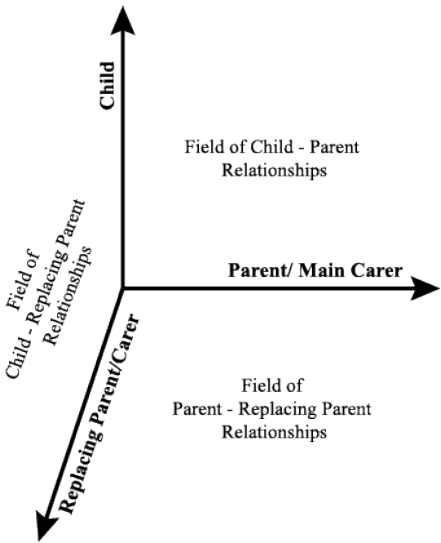 Child
Field of Child - Parent
Relationships
Field of
Child - Replacing Parent
Relationships
Parent/ Main Carer
Replacing Parent/Carer
Field of
Parent - Replacing Parent
Relationships